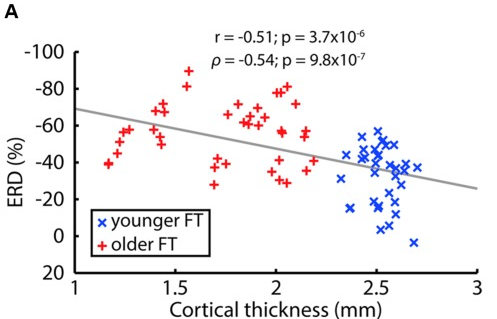 A
r = -0.51; p = 3.7x10-6
ρ = -0.54; p = 9.8x10-7
-100
-80
-60
-40
-20
0
20
ERD (%)
younger FT
older FT
1
1.5
2
2.5
3
Cortical thickness (mm)